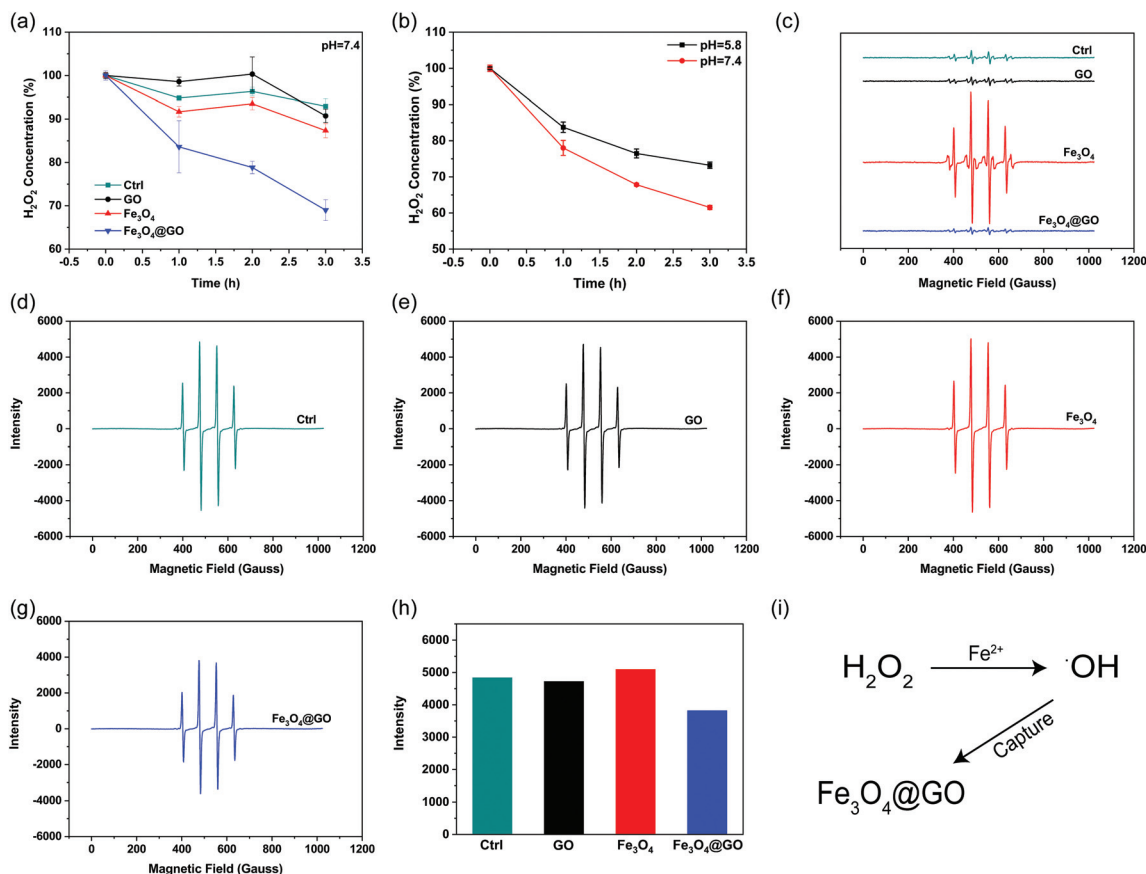 (a)
pH=7.4
H₂O₂ Concentration (%)
110
100
90
80
70
60
Ctrl
GO
Fe₃O₄
Fe₃O₄@GO
-0.5 0.0 0.5 1.0 1.5 2.0 2.5 3.0 3.5
Time (h)
(b)
pH=5.8
pH=7.4
H₂O₂ Concentration (%)
110
100
90
80
70
60
50
-0.5 0.0 0.5 1.0 1.5 2.0 2.5 3.0 3.5
Time (h)
(c)
Ctrl
GO
Fe₃O₄
Fe₃O₄@GO
0 200 400 600 800 1000 1200
Magnetic Field (Gauss)
(d)
Intensity
6000
4000
2000
0
-2000
-4000
-6000
Ctrl
0 200 400 600 800 1000 1200
Magnetic Field (Gauss)
(e)
Intensity
6000
4000
2000
0
-2000
-4000
-6000
GO
0 200 400 600 800 1000 1200
Magnetic Field (Gauss)
(f)
Intensity
6000
4000
2000
0
-2000
-4000
-6000
Fe₃O₄
0 200 400 600 800 1000 1200
Magnetic Field (Gauss)
(g)
Intensity
6000
4000
2000
0
-2000
-4000
-6000
Fe₃O₄@GO
0 200 400 600 800 1000 1200
Magnetic Field (Gauss)
(h)
Intensity
6000
5000
4000
3000
2000
1000
0
Ctrl GO Fe₃O₄ Fe₃O₄@GO
(i)
H₂O₂ Fe²⁺ ·OH
Capture
Fe₃O₄@GO